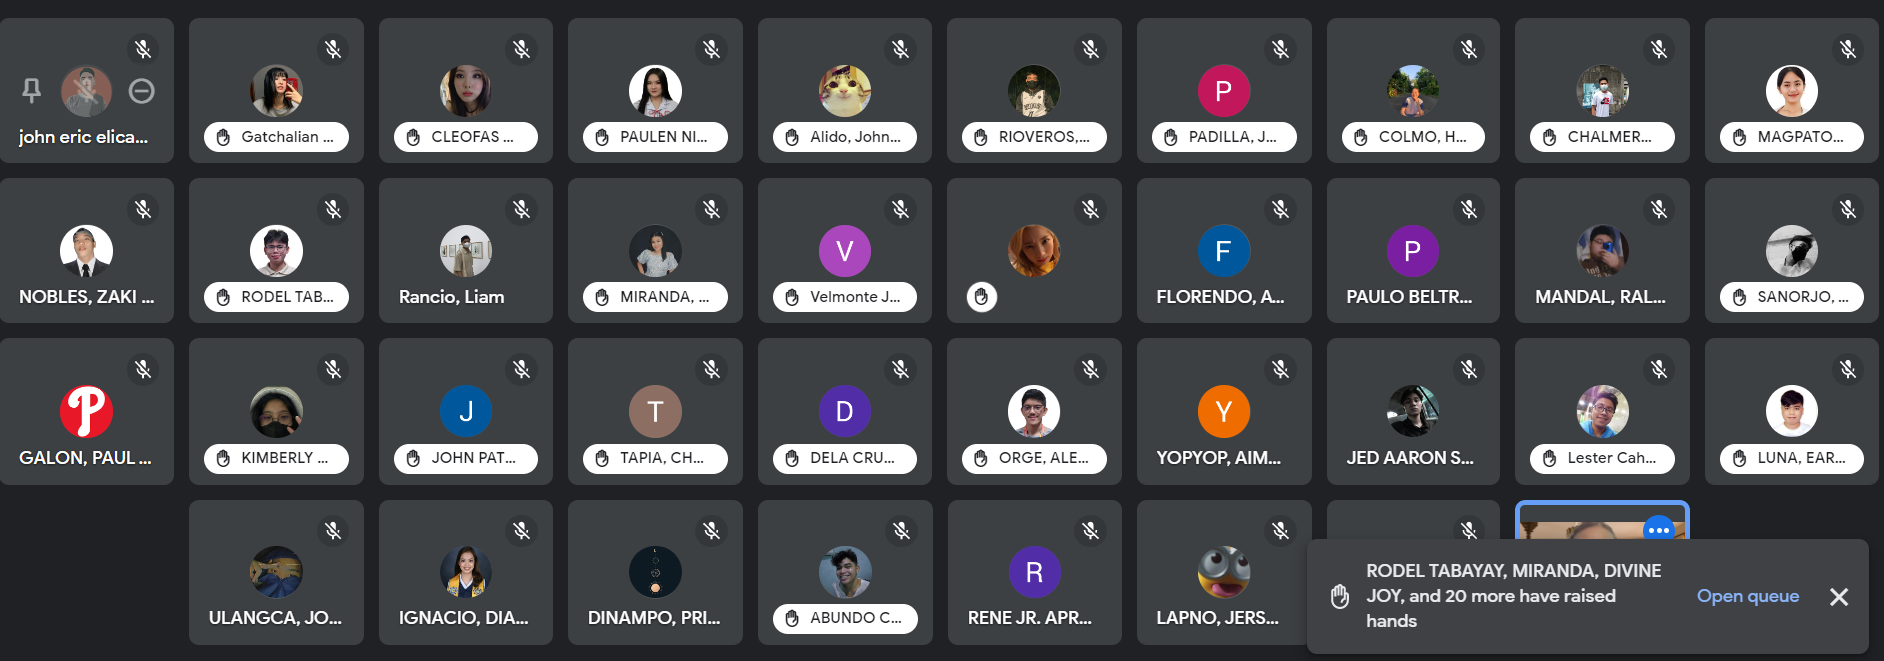 john eric elica...
Gatchalian ...
CLEOFAS ...
PAULEN NI...
Alido, John...
RIOVEROS,...
P
PADILLA, J...
COLMO, H...
CHALMER...
MAGPATO...
NOBLES, ZAKI ...
RODEL TAB...
Rancio, Liam
MIRANDA, ...
V
Velmonte J...
F
FLORENDO, A...
P
PAULO BELTR...
MANDAL, RAL...
SANORJO, ...
P
GALON, PAUL ...
KIMBERLY ...
J
JOHN PAT...
T
TAPIA, CH...
D
DELA CRU...
ORGE, ALE...
Y
YOPYOP, AIM...
JED AARON S...
Lester Cah...
LUNA, EAR...
ULANGCA, JO...
IGNACIO, DIA...
DINAMPO, PRI...
ABUNDO C...
R
RENE JR. APR...
LAPNO, JERS...
RODEL TABAYAY, MIRANDA, DIVINE
JOY, and 20 more have raised
hands
Open queue